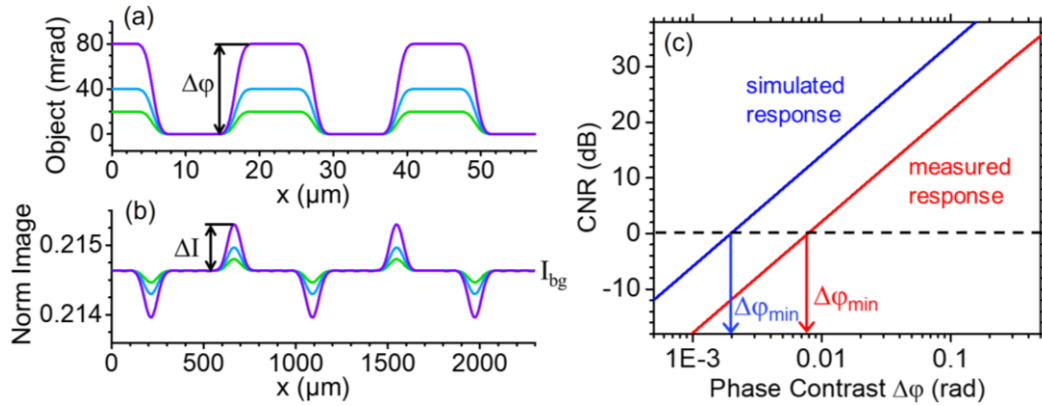 (a)
Object (mrad)
80
40
0
Δφ
0 10 20 30 40 50
x (µm)
(b)
Norm Image
0.215
0.214
ΔI
I_bg
0 500 1000 1500 2000
x (µm)
(c)
CNR (dB)
30
20
10
0
-10
simulated
response
measured
response
Δφmin
Δφmin
1E-3 0.01 0.1
Phase Contrast Δφ (rad)